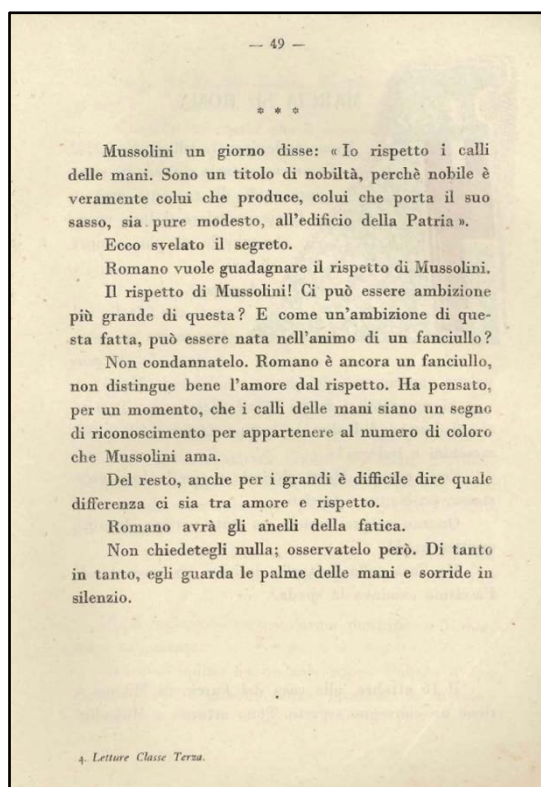 — 49 —
* * *
Mussolini un giorno disse: « Io rispetto i calli
delle mani. Sono un titolo di nobiltà, perchè nobile è
veramente colui che produce, colui che porta il suo
sasso, sia pure modesto, all'edificio della Patria ».
Ecco svelato il segreto.
Romano vuole guadagnare il rispetto di Mussolini.
Il rispetto di Mussolini! Ci può essere ambizione
più grande di questa? E come un'ambizione di que-
sta fatta, può essere nata nell'animo di un fanciullo?
Non condannatelo. Romano è ancora un fanciullo,
non distingue bene l'amore dal rispetto. Ha pensato,
per un momento, che i calli delle mani siano un segno
di riconoscimento per appartenere al numero di coloro
che Mussolini ama.
Del resto, anche per i grandi è difficile dire quale
differenza ci sia tra amore e rispetto.
Romano avrà gli anelli della fatica.
Non chiedetegli nulla; osservatelo però. Di tanto
in tanto, egli guarda le palme delle mani e sorride in
silenzio.
4. Letture Classe Terza.